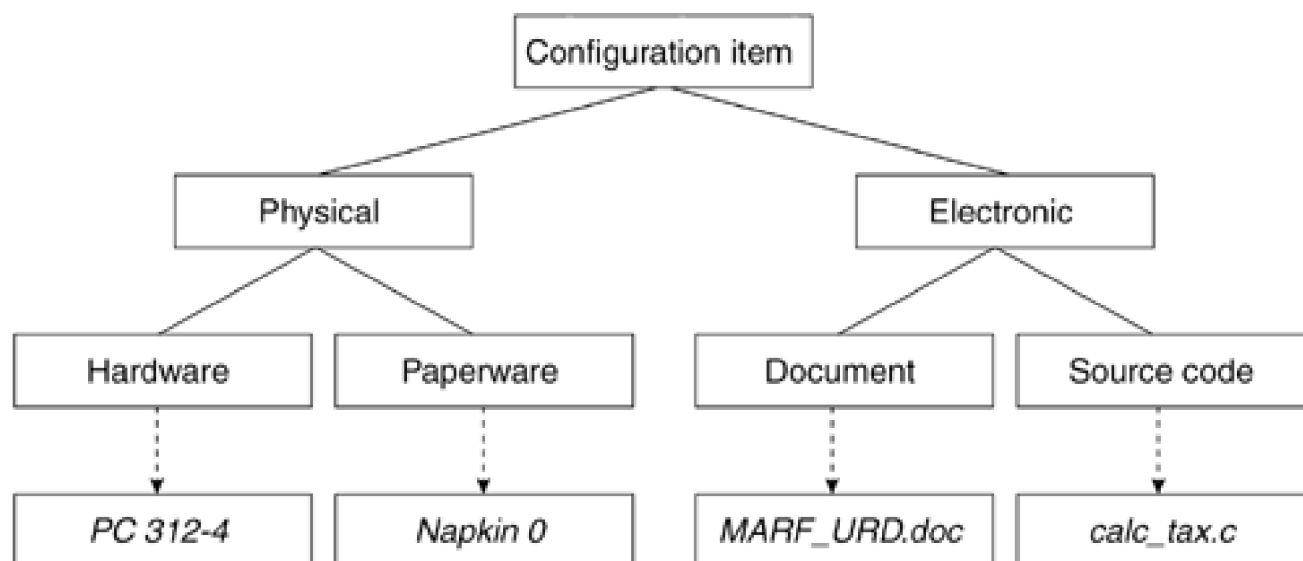 Configuration item
Physical
Electronic
Hardware
Paperware
Document
Source code
PC 312-4
Napkin 0
MARF_URD.doc
calc_tax.c